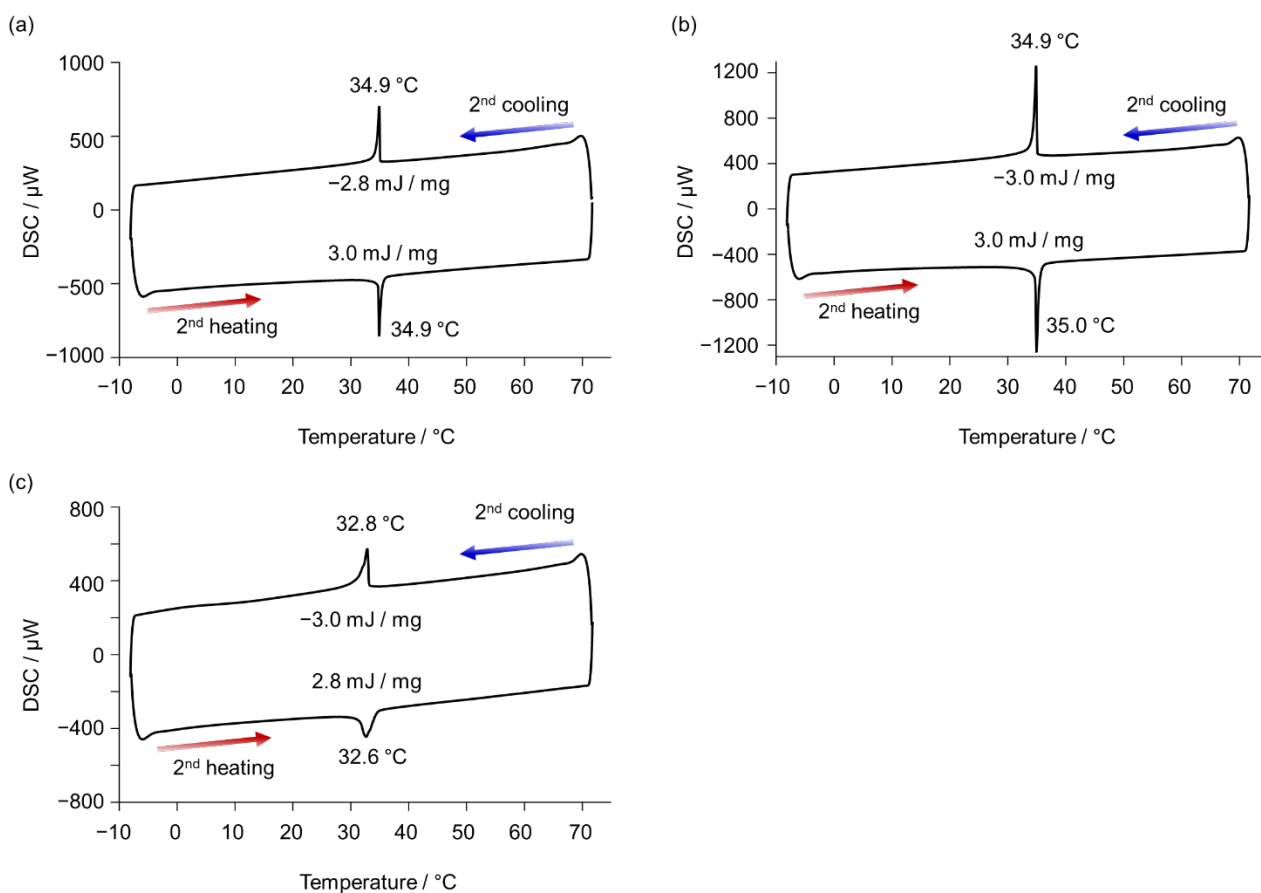 (a)
1000
500
0
−500
−1000
DSC / µW
34.9 °C
2nd cooling
−2.8 mJ / mg
3.0 mJ / mg
2nd heating
34.9 °C
−10 0 10 20 30 40 50 60 70
Temperature / °C
(b)
1200
800
400
0
−400
−800
−1200
DSC / µW
34.9 °C
2nd cooling
−3.0 mJ / mg
3.0 mJ / mg
2nd heating
35.0 °C
−10 0 10 20 30 40 50 60 70
Temperature / °C
(c)
800
400
0
−400
−800
DSC / µW
32.8 °C
2nd cooling
−3.0 mJ / mg
2.8 mJ / mg
2nd heating
32.6 °C
−10 0 10 20 30 40 50 60 70
Temperature / °C